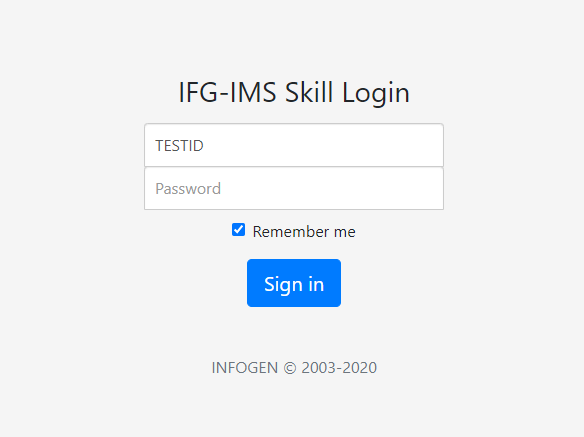 IFG-IMS Skill Login
TESTID
Password
Remember me
Sign in
INFOGEN © 2003-2020